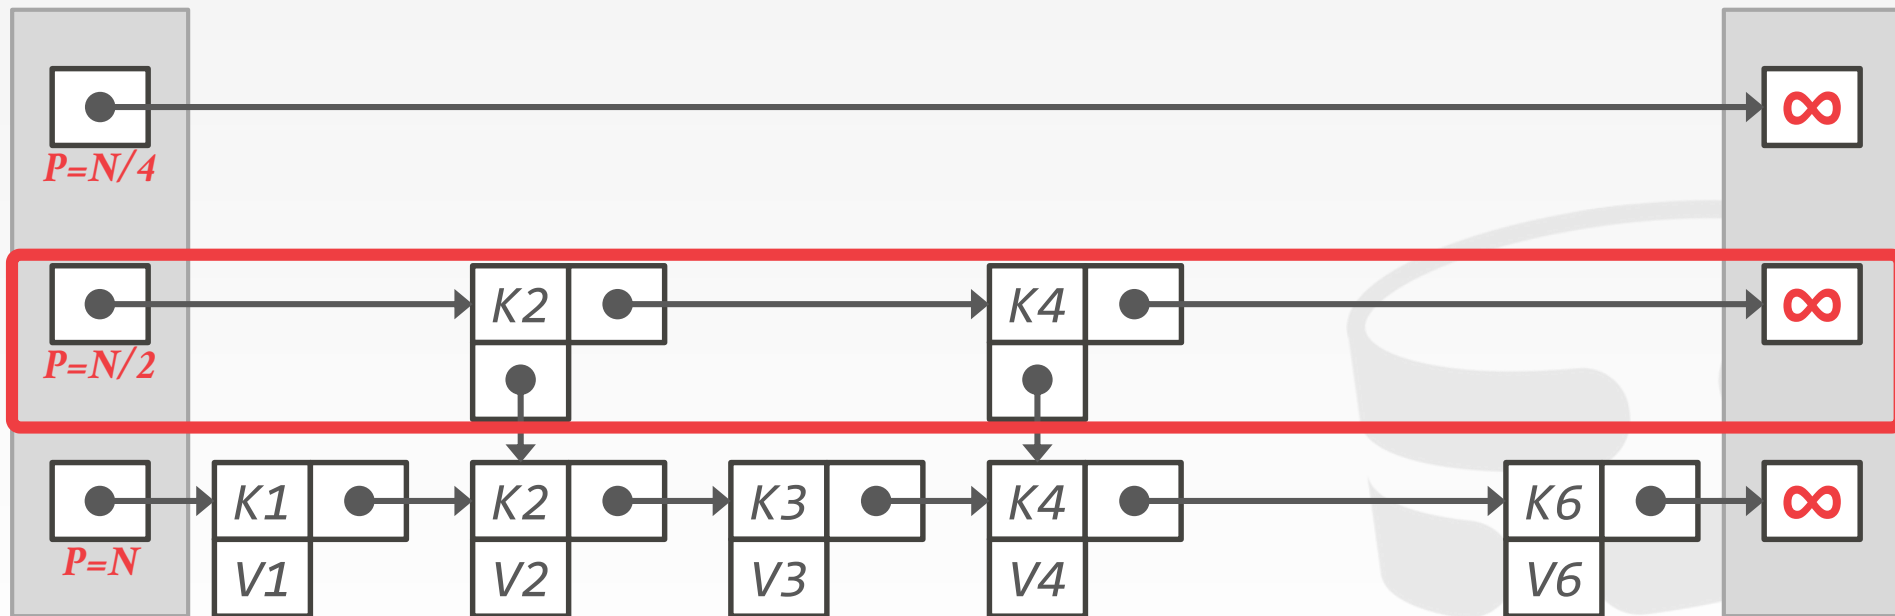 ∞
P=N/4
K2 K4 ∞
P=N/2
K1 K2 K3 K4 K6 ∞
P=N
V1 V2 V3 V4 V6